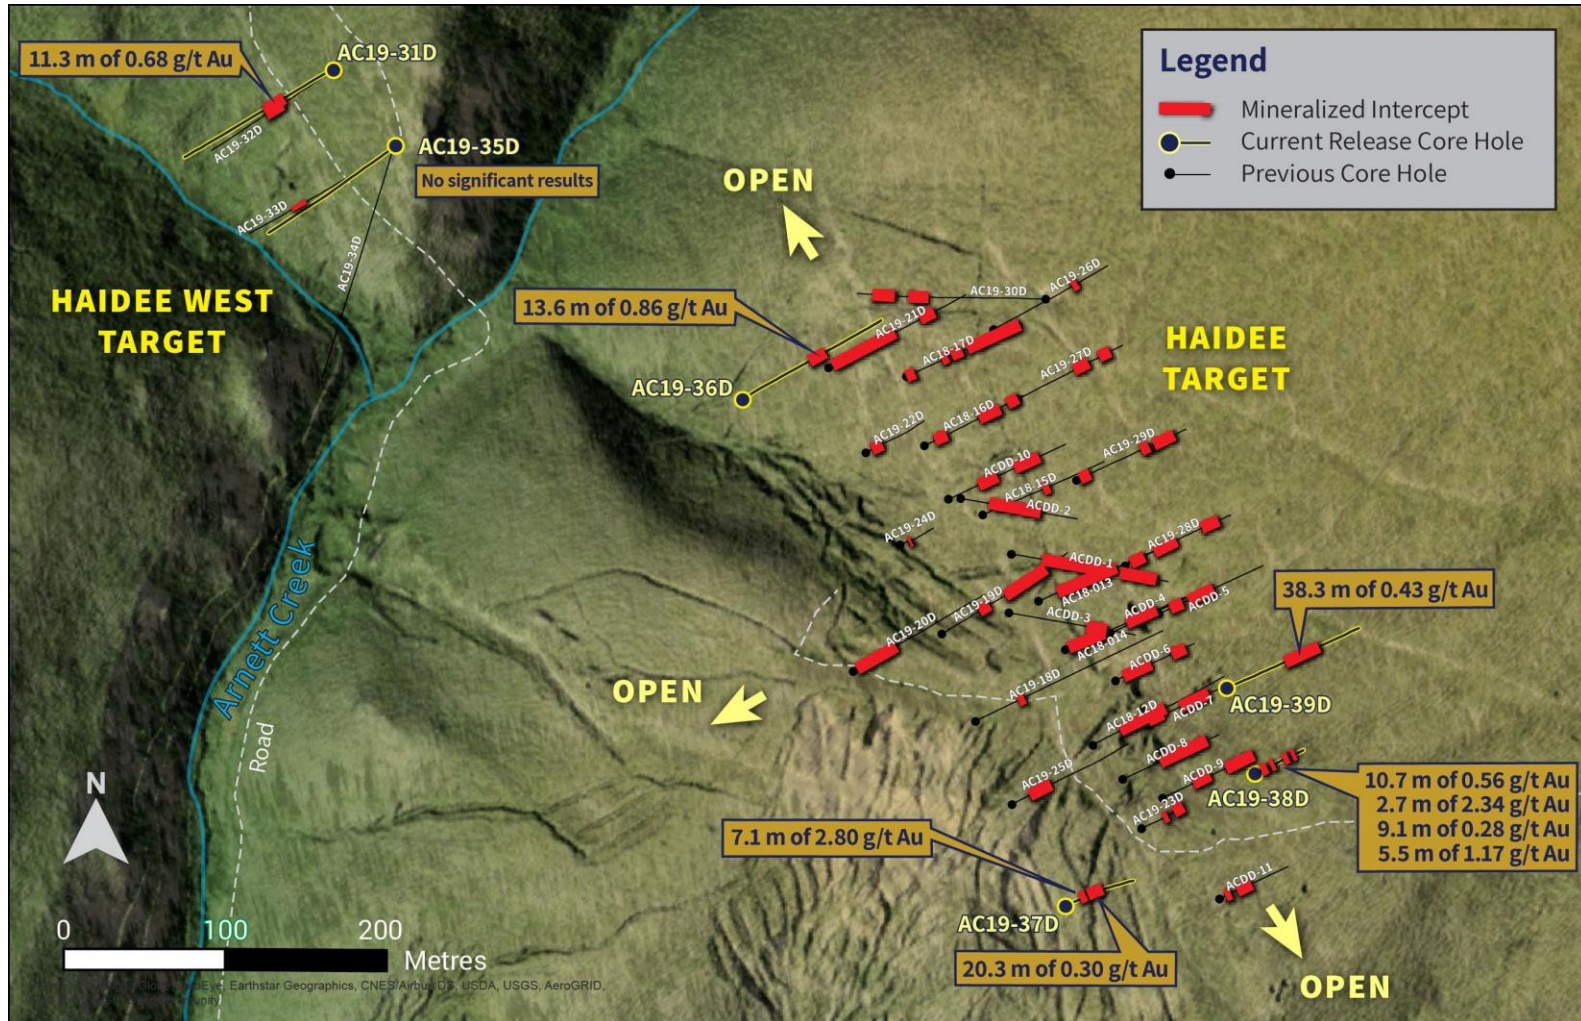 11.3 m of 0.68 g/t Au
AC19-31D
AC19-32D
AC19-35D
No significant results
AC19-33D
AC19-34D
HAIDEE WEST
TARGET
Legend
Mineralized Intercept
Current Release Core Hole
Previous Core Hole
OPEN
13.6 m of 0.86 g/t Au
AC19-36D
AC19-30D
AC19-26D
AC19-21D
AC18-17D
HAIDEE
TARGET
AC19-27D
AC18-16D
AC19-22D
AC19-29D
ACDD-10
AC18-15D
ACDD-2
AC19-24D
AC19-28D
ACDD-1
AC18-013
AC19-19D
AC19-20D
ACDD-3
ACDD-4
ACDD-5
AC18-014
38.3 m of 0.43 g/t Au
ACDD-6
AC19-18D
OPEN
AC18-12D
ACDD-7
AC19-39D
ACDD-8
ACDD-9
AC19-25D
AC19-38D
AC19-23D
10.7 m of 0.56 g/t Au
2.7 m of 2.34 g/t Au
9.1 m of 0.28 g/t Au
5.5 m of 1.17 g/t Au
7.1 m of 2.80 g/t Au
AC19-37D
20.3 m of 0.30 g/t Au
ACDD-11
OPEN
Arnett Creek
Road
N
0 100 200
Metres
Earthstar Geographics, CNES/Airbus DS, USDA, USGS, AeroGRID,